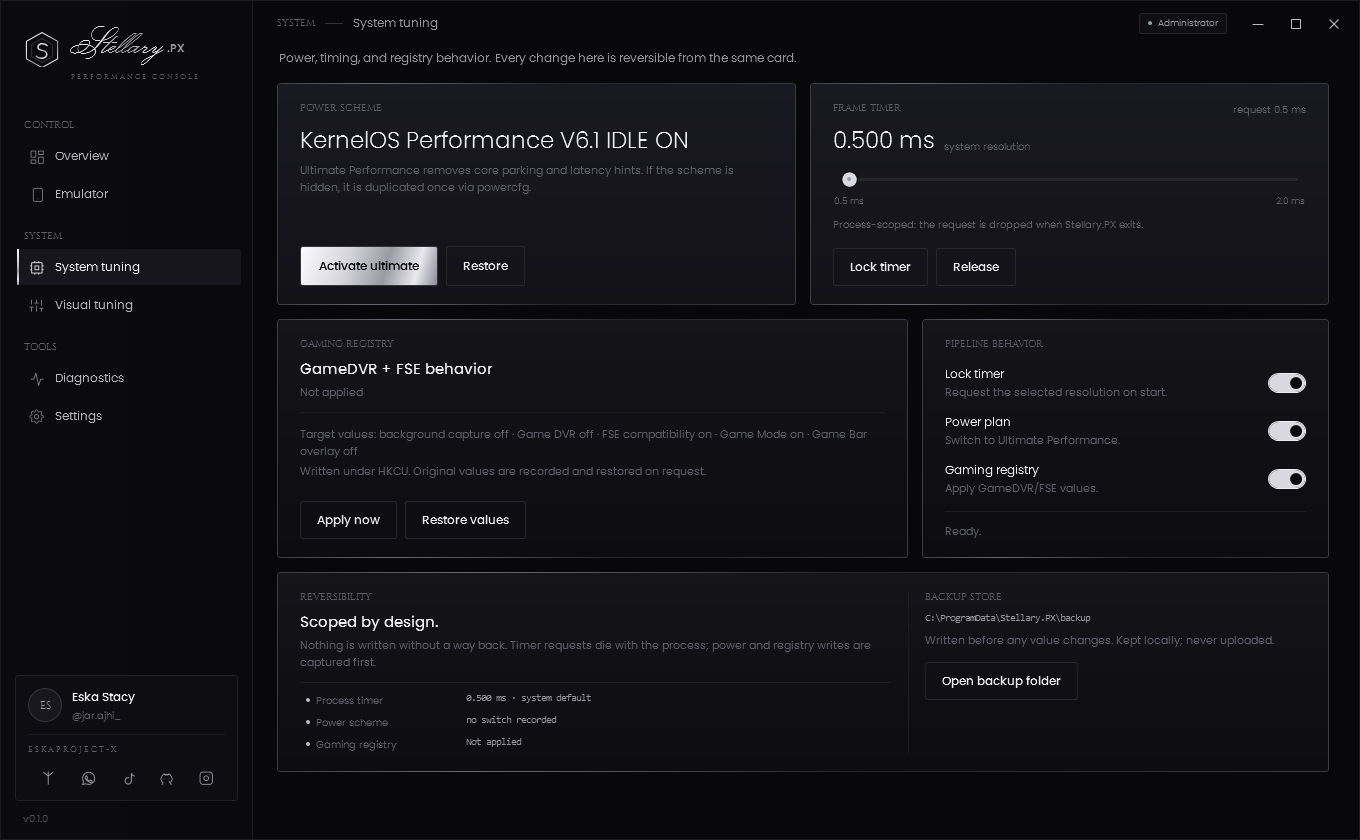 S Stellary.PX
PERFORMANCE CONSOLE
CONTROL
Overview
Emulator
SYSTEM
System tuning
Visual tuning
TOOLS
Diagnostics
Settings
ES Eska Stacy
@jar.ajhi_
ESKAPROJECT-X
v0.1.0
SYSTEM — System tuning
• Administrator
Power, timing, and registry behavior. Every change here is reversible from the same card.
POWER SCHEME
KernelOS Performance V6.1 IDLE ON
Ultimate Performance removes core parking and latency hints. If the scheme is
hidden, it is duplicated once via powercfg.
Activate ultimate Restore
FRAME TIMER request 0.5 ms
0.500 ms system resolution
0.5 ms 2.0 ms
Process-scoped: the request is dropped when Stellary.PX exits.
Lock timer Release
GAMING REGISTRY
GameDVR + FSE behavior
Not applied
Target values: background capture off · Game DVR off · FSE compatibility on · Game Mode on · Game Bar
overlay off
Written under HKCU. Original values are recorded and restored on request.
Apply now Restore values
PIPELINE BEHAVIOR
Lock timer
Request the selected resolution on start.
Power plan
Switch to Ultimate Performance.
Gaming registry
Apply GameDVR/FSE values.
Ready.
REVERSIBILITY
Scoped by design.
Nothing is written without a way back. Timer requests die with the process; power and registry writes are
captured first.
• Process timer 0.500 ms · system default
• Power scheme no switch recorded
• Gaming registry Not applied
BACKUP STORE
C:\ProgramData\Stellary.PX\backup
Written before any value changes. Kept locally; never uploaded.
Open backup folder